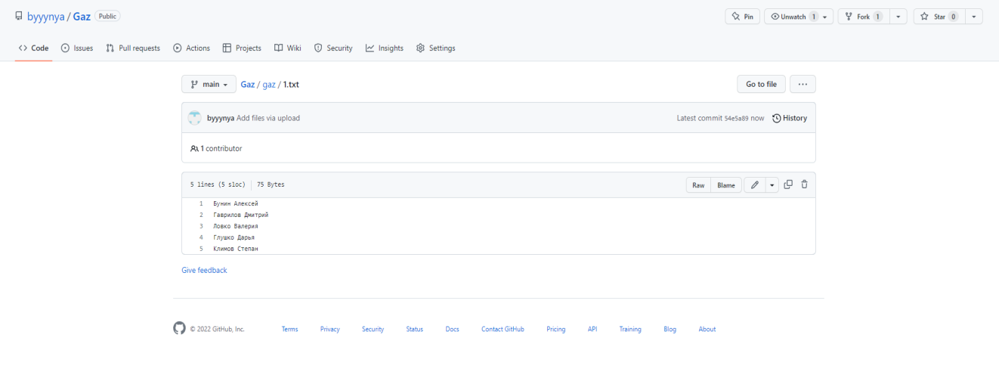 byyynya / Gaz Public
Pin
Unwatch 1
Fork 1
Star 0
Code
Issues
Pull requests
Actions
Projects
Wiki
Security
Insights
Settings
main
Gaz / gaz / 1.txt
Go to file
byyynya Add files via upload
Latest commit 54e5a89 now
History
1 contributor
5 lines (5 sloc) 75 Bytes
Raw
Blame
1 Бунин Алексей
2 Гаврилов Дмитрий
3 Ловко Валерия
4 Глушко Дарья
5 Климов Степан
Give feedback
© 2022 GitHub, Inc.
Terms
Privacy
Security
Status
Docs
Contact GitHub
Pricing
API
Training
Blog
About